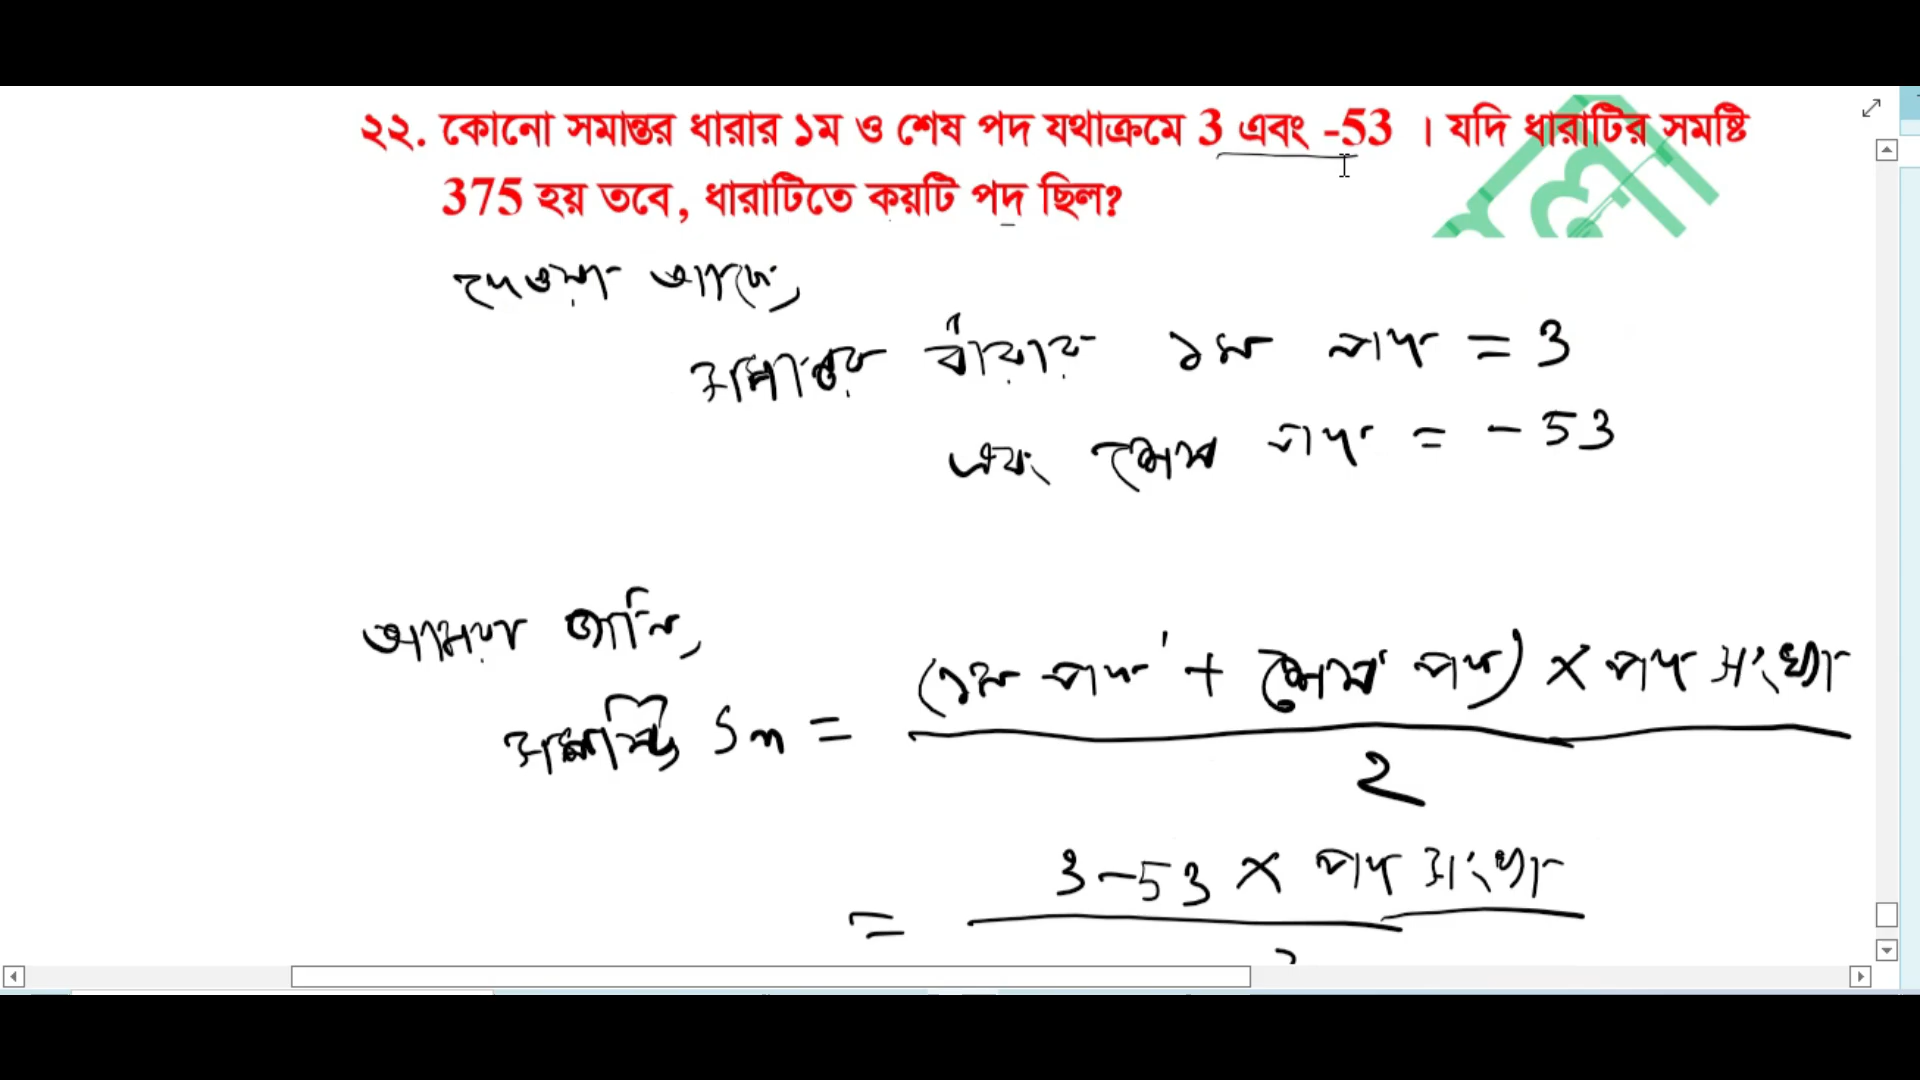 ২২. কোনো সমান্তর ধারার ১ম ও শেষ পদ যথাক্রমে 3 এবং -53 । যদি ধারাটির সমষ্টি
375 হয় তবে, ধারাটিতে কয়টি পদ ছিল?
দেওয়া আছে,
সমান্তর ধারার ১ম পদ = 3
এবং শেষ পদ = - 53
আমরা জানি,
সমষ্টি Sn = (১ম পদ + শেষ পদ) × পদ সংখ্যা
2
= 3-53 × পদ সংখ্যা